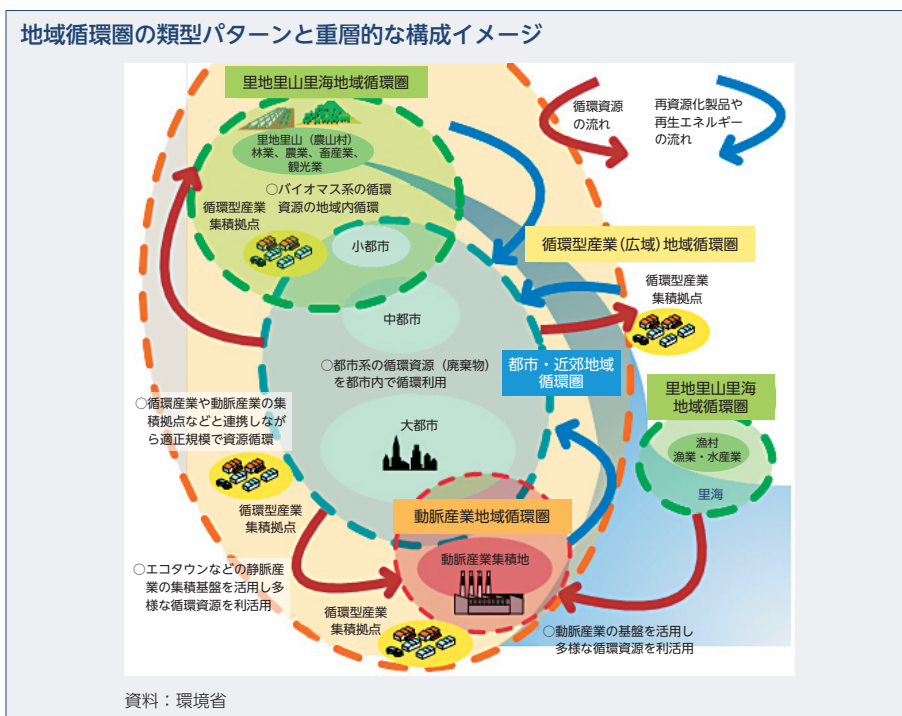 地域循環圏の類型パターンと重層的な構成イメージ
里地里山里海地域循環圏
循環資源
の流れ
再資源化製品や
再生エネルギー
の流れ
里地里山（農山村）
林業、農業、畜産業、
観光業
○バイオマス系の循環
資源の地域内循環
循環型産業
集積拠点
小都市
循環型産業（広域）地域循環圏
循環型産業
集積拠点
中都市
○都市系の循環資源（廃棄物）
を都市内で循環利用
都市・近郊地域
循環圏
里地里山里海
地域循環圏
○循環産業や動脈産業の集
積拠点などと連携しなが
ら適正規模で資源循環
大都市
漁村
漁業・水産業
里海
循環型産業
集積拠点
動脈産業地域循環圏
動脈産業集積地
○エコタウンなどの静脈産
業の集積基盤を活用し多
様な循環資源を利活用
循環型産業
集積拠点
○動脈産業の基盤を活用し
多様な循環資源を利活用
資料：環境省